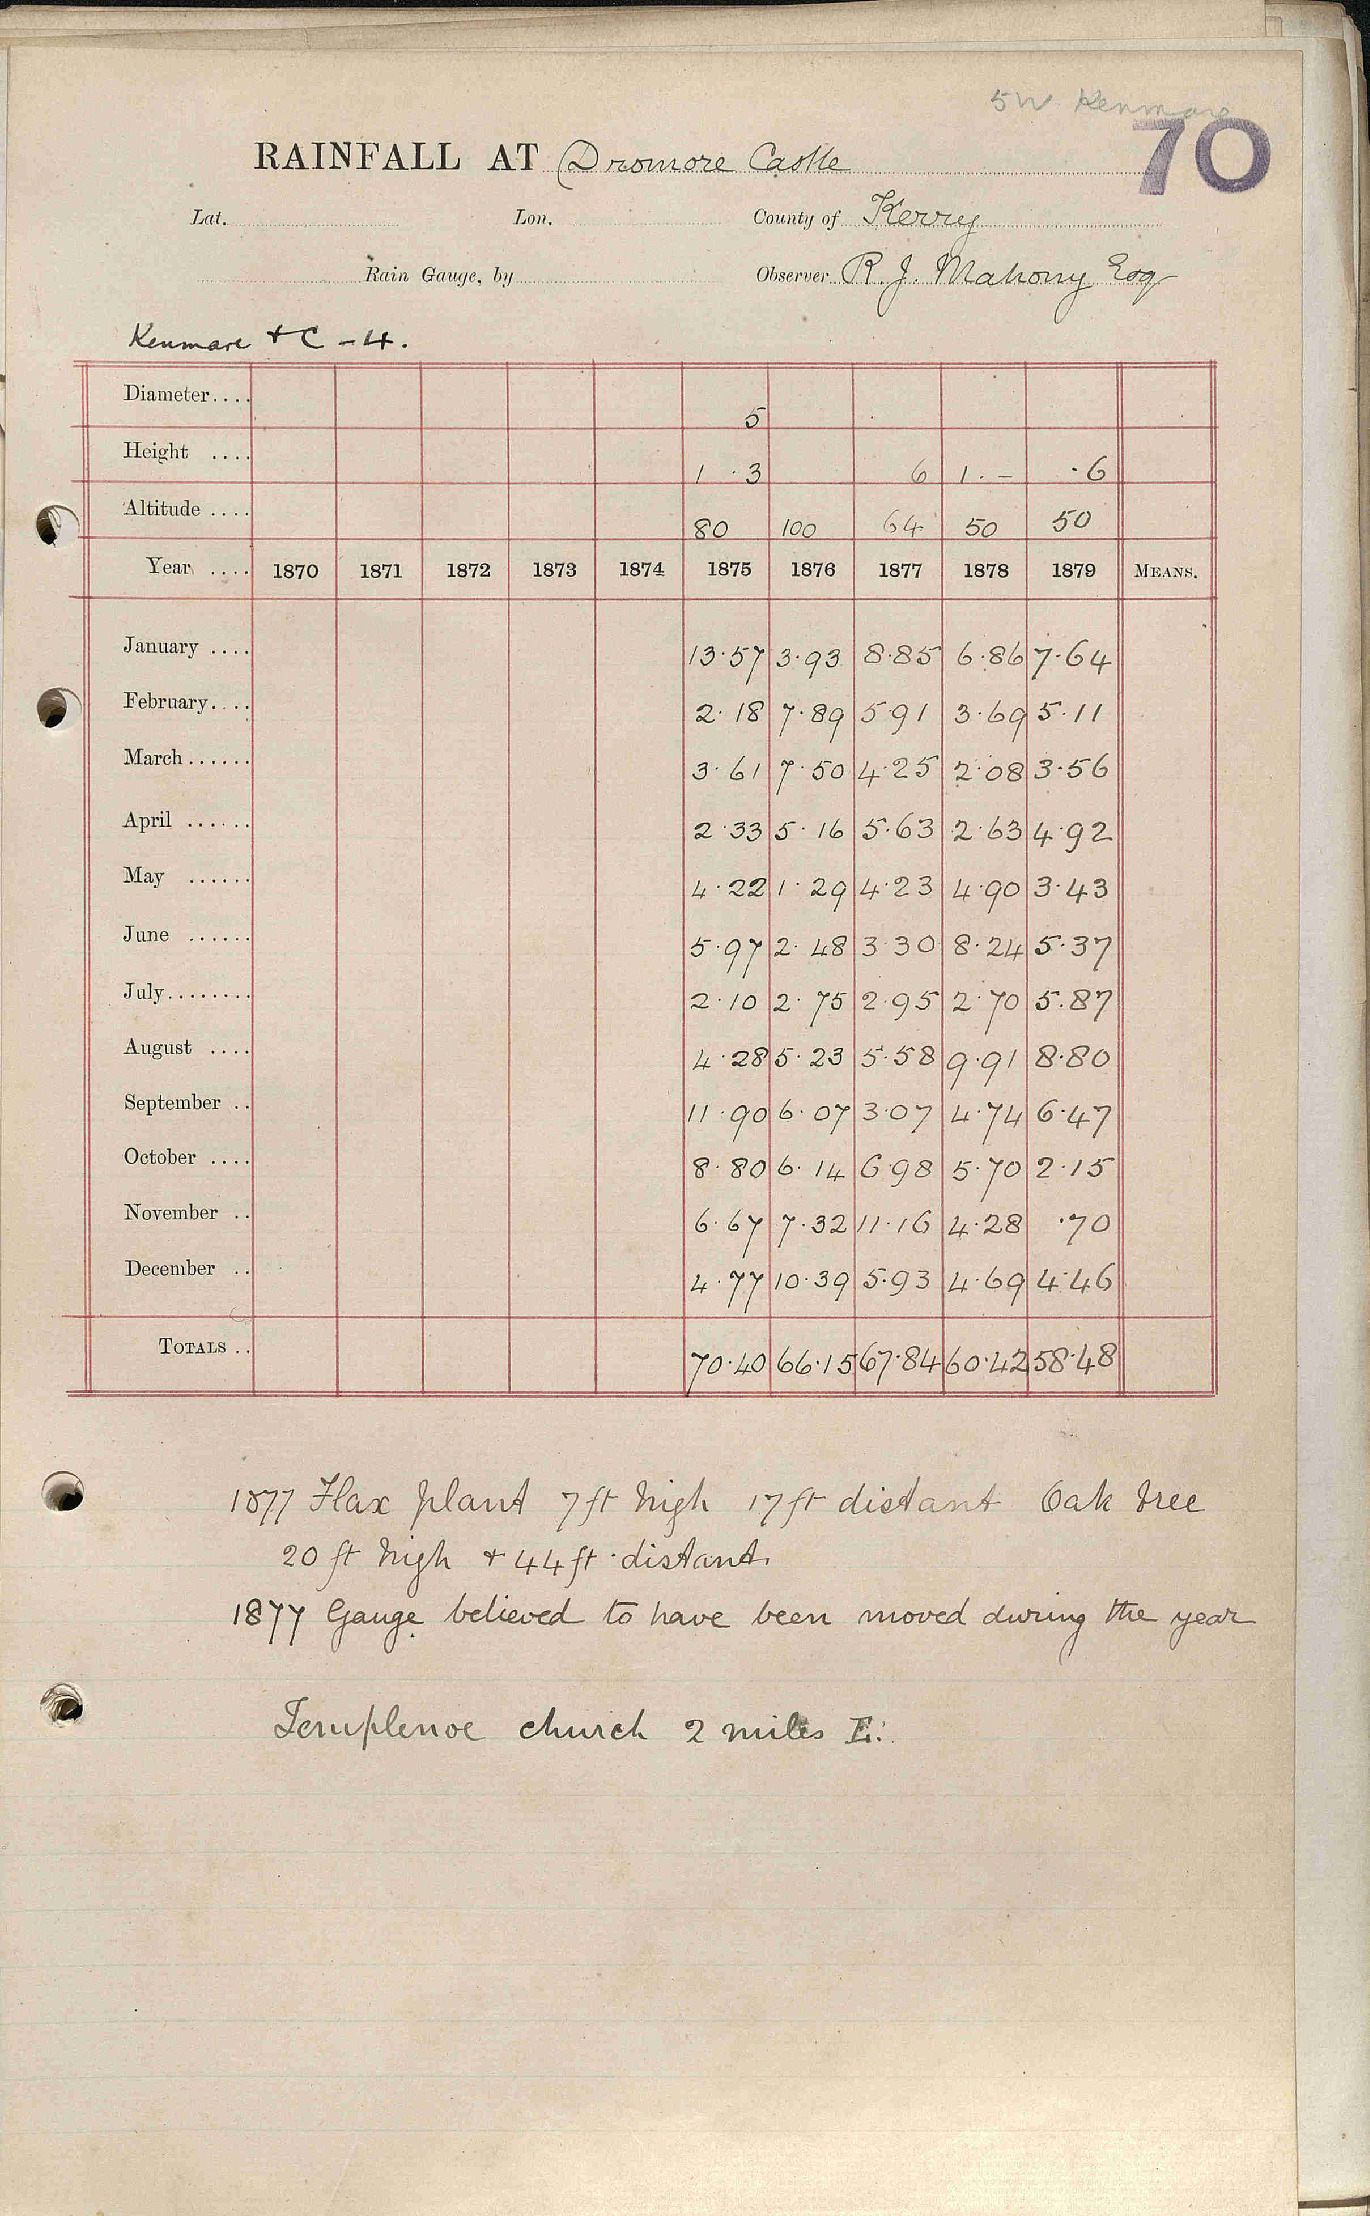 5W Kenmare
70
RAINFALL AT Dromore Castle
Lat. Lon. County of Kerry
Rain Gauge, by Observer R. J. Mahony Esq
Kenmare + C - 4.
Diameter.... 5
Height .... 1 · 3 6 1 · - · 6
Altitude .... 80 100 64 50 50
Year .... 1870 1871 1872 1873 1874 1875 1876 1877 1878 1879 MEANS.
January .... 13·57 3·93 8·85 6·86 7·64
February.... 2·18 7·89 5·91 3·69 5·11
March...... 3·61 7·50 4·25 2·08 3·56
April ...... 2·33 5·16 5·63 2·63 4·92
May ...... 4·22 1·29 4·23 4·90 3·43
June ...... 5·97 2·48 3·30 8·24 5·37
July........ 2·10 2·75 2·95 2·70 5·87
August .... 4·28 5·23 5·58 9·91 8·80
September .. 11·90 6·07 3·07 4·74 6·47
October .... 8·80 6·14 6·98 5·70 2·15
November .. 6·67 7·32 11·16 4·28 ·70
December .. 4·77 10·39 5·93 4·69 4·46
TOTALS .. 70·40 66·15 67·84 60·42 58·48
1877 Flax plant 7ft high 17ft distant Oak tree
20 ft high + 44ft distant.
1877 Gauge believed to have been moved during the year
Templenoe church 2 miles E.